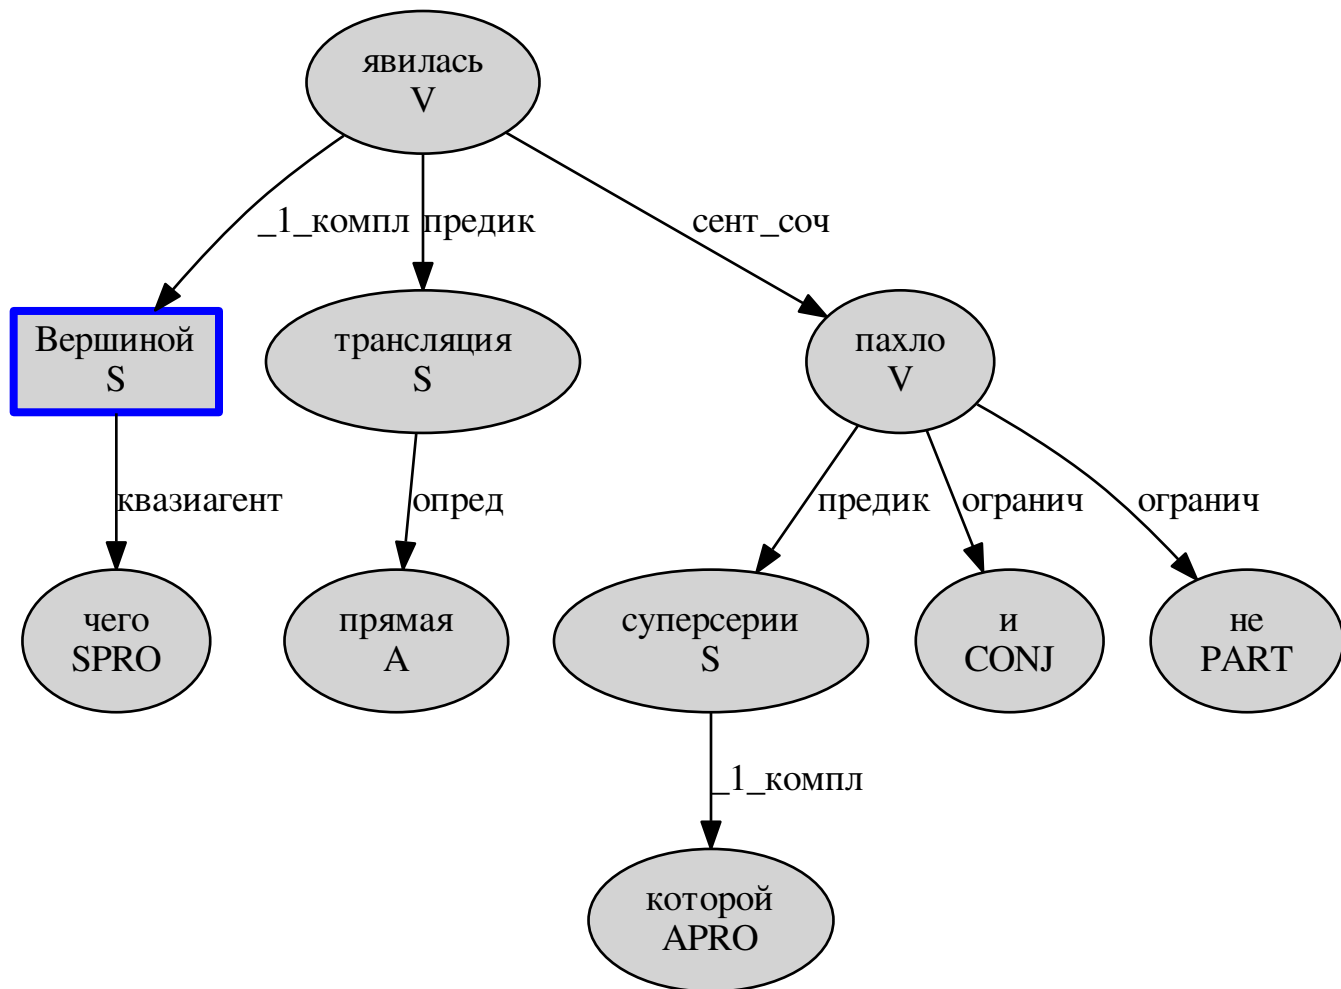 явилась
V
_1_компл
предик
сент_соч
Вершиной
S
трансляция
S
пахло
V
квазиагент
опред
предик
огранич
огранич
чего
SPRO
прямая
A
суперсерии
S
и
CONJ
не
PART
_1_компл
которой
APRO